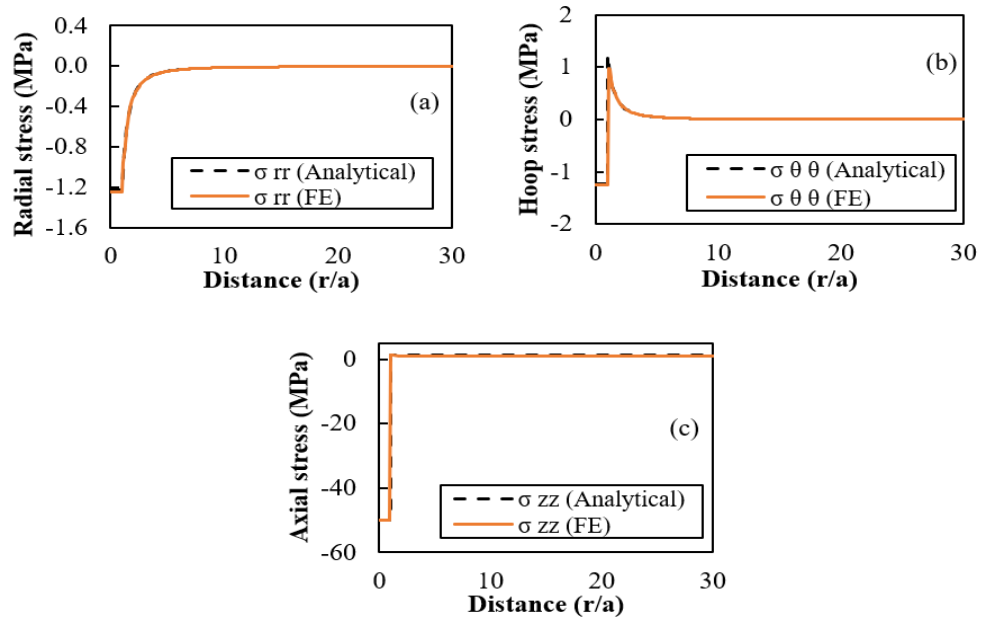 0.4
0.0
-0.4
-0.8
-1.2
-1.6
Radial stress (MPa)
(a)
σ rr (Analytical)
σ rr (FE)
0 10 20 30
Distance (r/a)
2
1
0
-1
-2
Hoop stress (MPa)
(b)
σ θ θ (Analytical)
σ θ θ (FE)
0 10 20 30
Distance (r/a)
0
-20
-40
-60
Axial stress (MPa)
(c)
σ zz (Analytical)
σ zz (FE)
0 10 20 30
Distance (r/a)